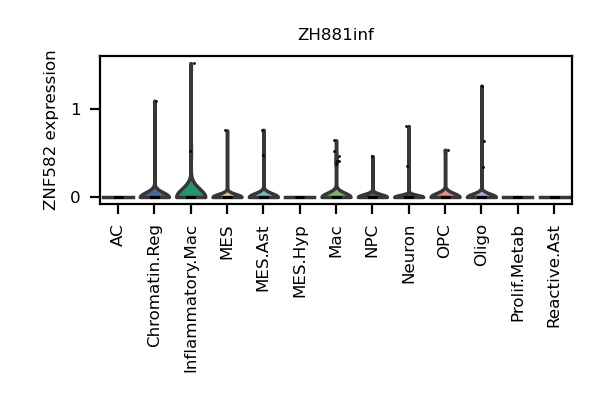 ZH881inf
ZNF582 expression
1
0
AC
Chromatin.Reg
Inflammatory.Mac
MES
MES.Ast
MES.Hyp
Mac
NPC
Neuron
OPC
Oligo
Prolif.Metab
Reactive.Ast